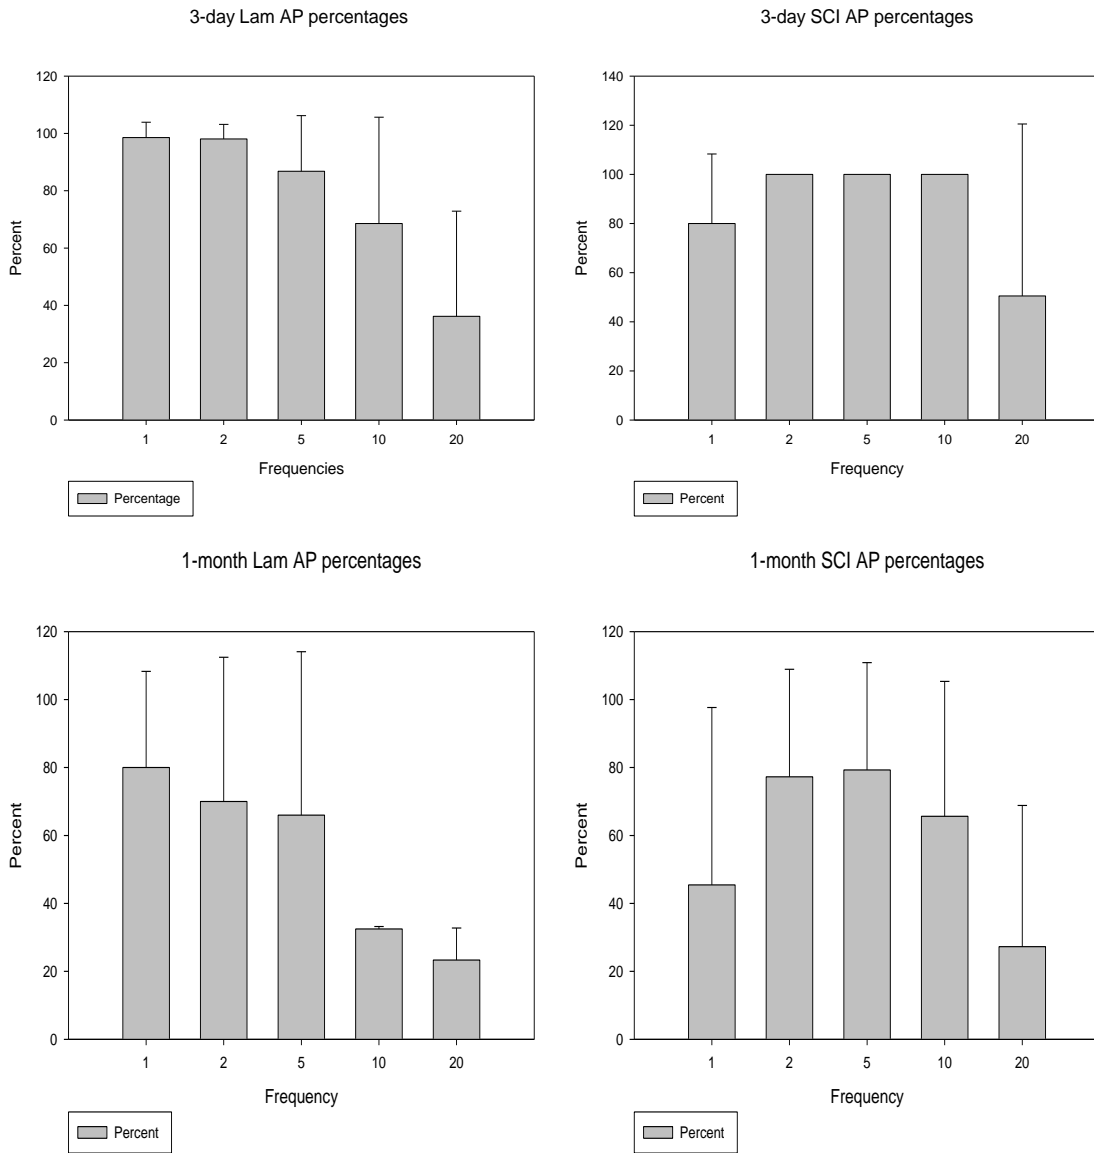 3-day Lam AP percentages
120
100
80
60
40
20
0
Percent
1 2 5 10 20
Frequencies
Percentage
3-day SCI AP percentages
140
120
100
80
60
40
20
0
Percent
1 2 5 10 20
Frequency
Percent
1-month Lam AP percentages
120
100
80
60
40
20
0
Percent
1 2 5 10 20
Frequency
Percent
1-month SCI AP percentages
120
100
80
60
40
20
0
Percent
1 2 5 10 20
Frequency
Percent